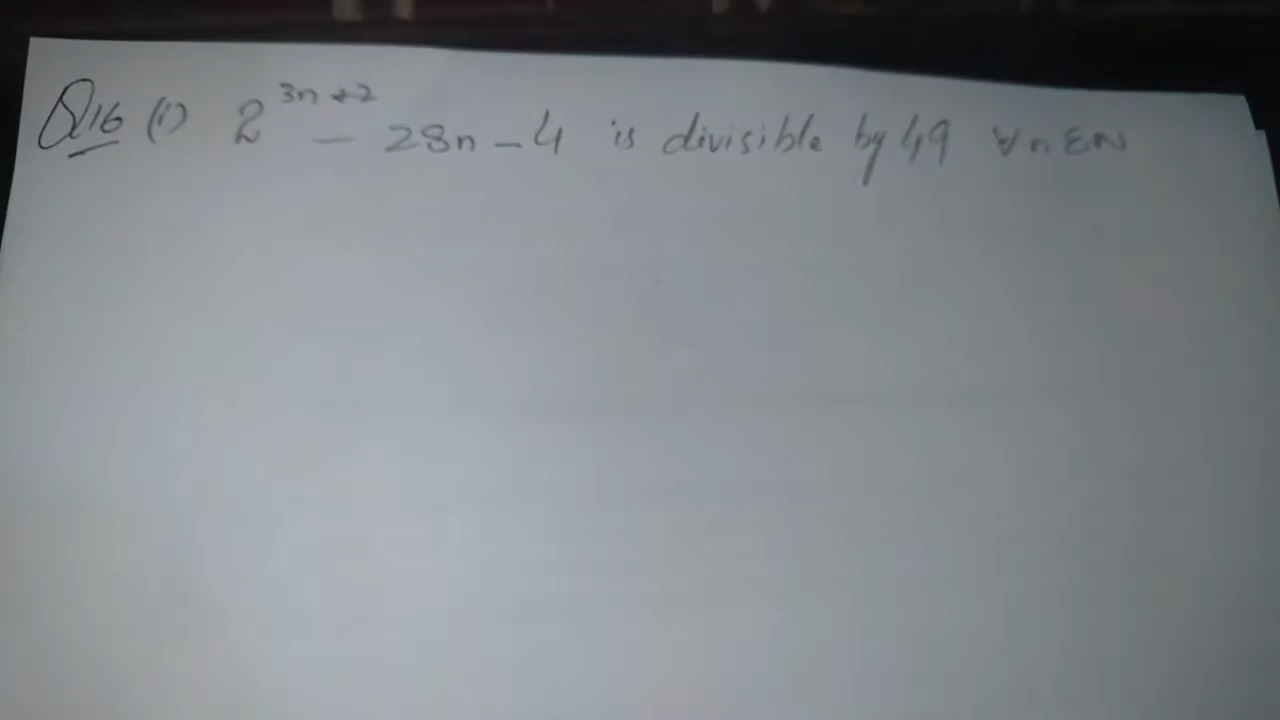 Q16 (i) 2^{3n+2} - 28n - 4 is divisible by 49 ∀ n ∈ N